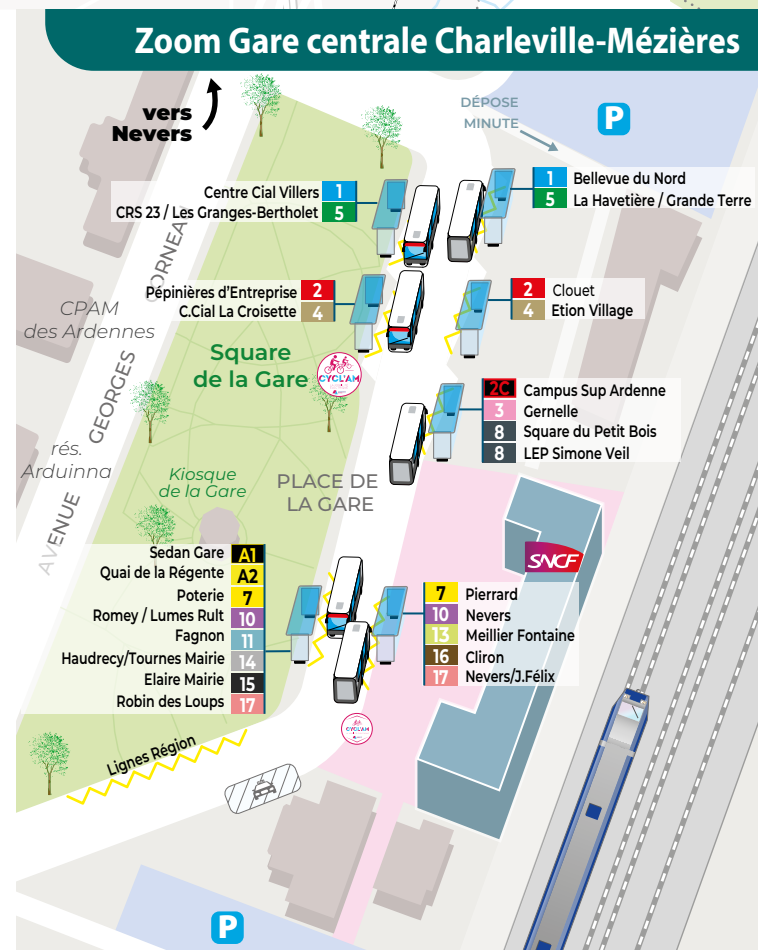 Zoom Gare centrale Charleville-Mézières
vers
Nevers
DÉPOSE
MINUTE
P
Centre Cial Villers 1
CRS 23 / Les Granges-Bertholet 5
1 Bellevue du Nord
5 La Havetière / Grande Terre
Pépinières d'Entreprise 2
C.Cial La Croisette 4
2 Clouet
4 Etion Village
CPAM
des Ardennes
AVENUE GEORGES CORNEAU
Square
de la Gare
CYCL'AM
2C Campus Sup Ardenne
3 Gernelle
8 Square du Petit Bois
8 LEP Simone Veil
rés.
Arduinna
Kiosque
de la Gare
PLACE DE
LA GARE
SNCF
Sedan Gare A1
Quai de la Régente A2
Poterie 7
Romey / Lumes Rult 10
Fagnon 11
Haudrecy/Tournes Mairie 14
Elaire Mairie 15
Robin des Loups 17
7 Pierrard
10 Nevers
13 Meillier Fontaine
16 Cliron
17 Nevers/J.Félix
CYCL'AM
Lignes Région
P